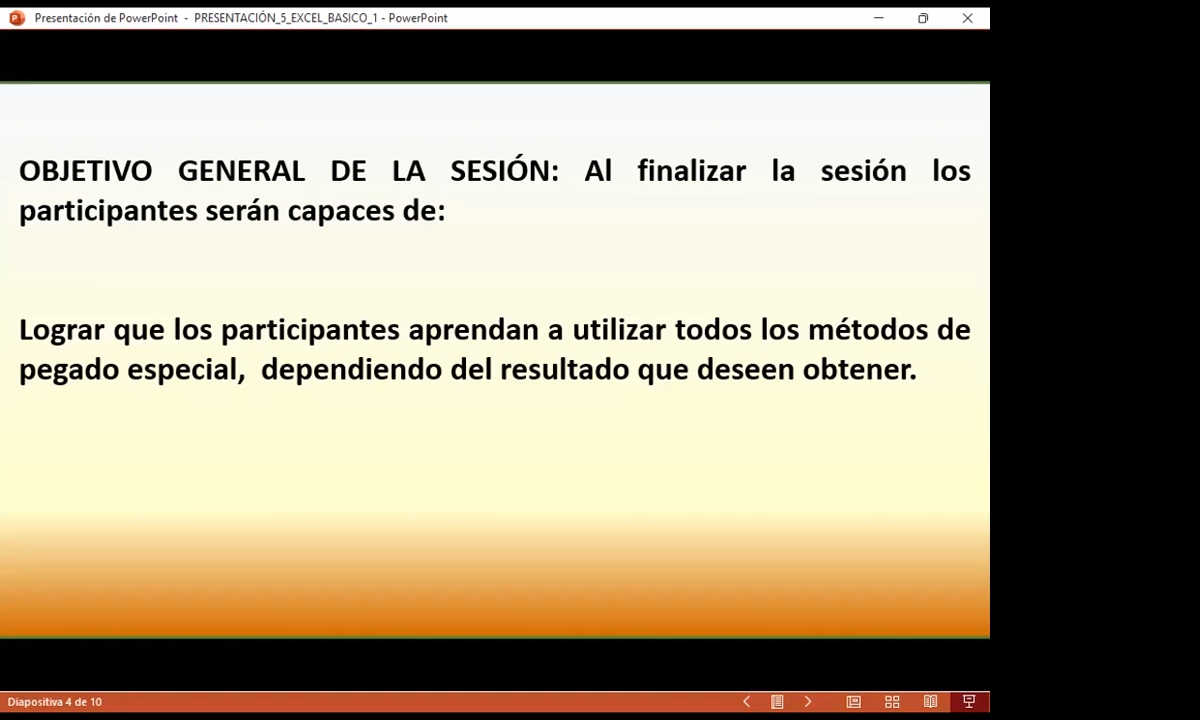 Presentación de PowerPoint - PRESENTACIÓN_5_EXCEL_BASICO_1 - PowerPoint
OBJETIVO GENERAL DE LA SESIÓN: Al finalizar la sesión los
participantes serán capaces de:
Lograr que los participantes aprendan a utilizar todos los métodos de
pegado especial, dependiendo del resultado que deseen obtener.
Diapositiva 4 de 10